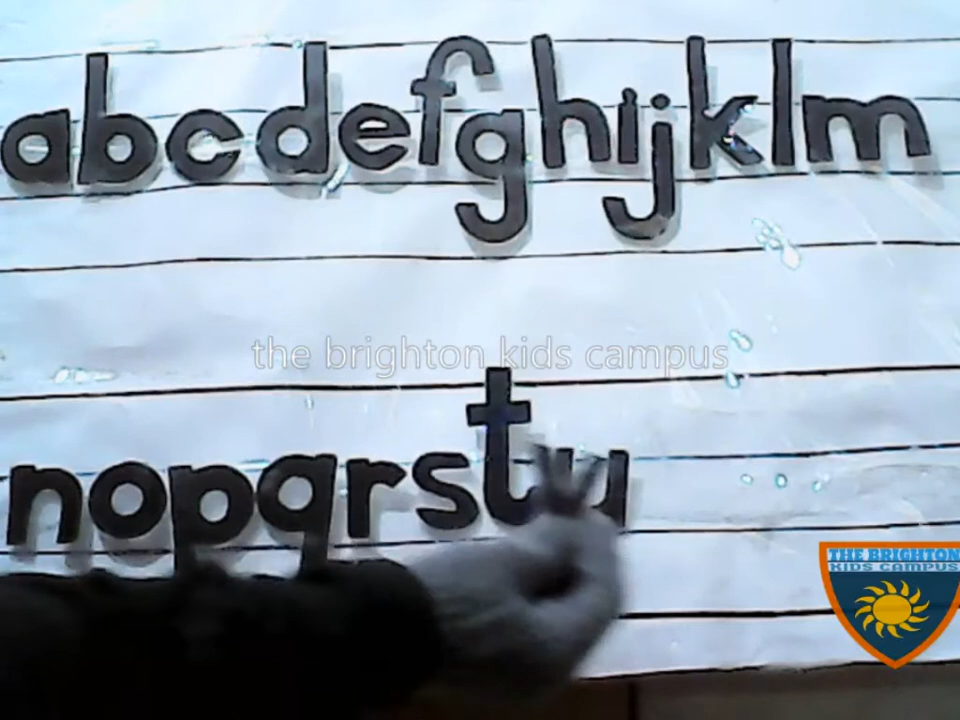 abcdefghijklm
the brighton kids campus
nopqrstu
THE BRIGHTON
KIDS CAMPUS